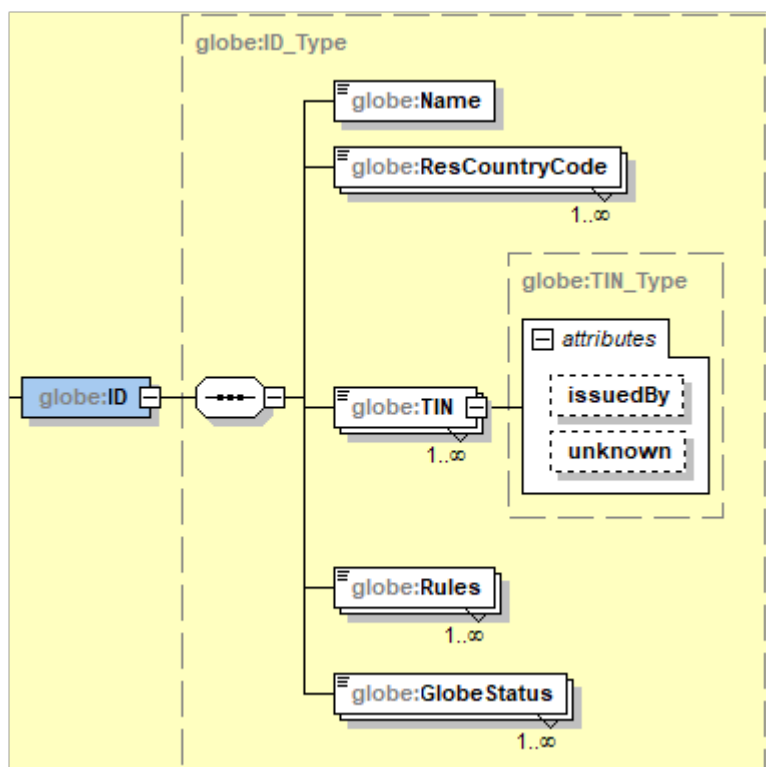 globe:ID_Type
globe:Name
globe:ResCountryCode
1..∞
globe:TIN_Type
attributes
globe:ID
globe:TIN
issuedBy
1..∞
unknown
globe:Rules
1..∞
globe:GlobeStatus
1..∞